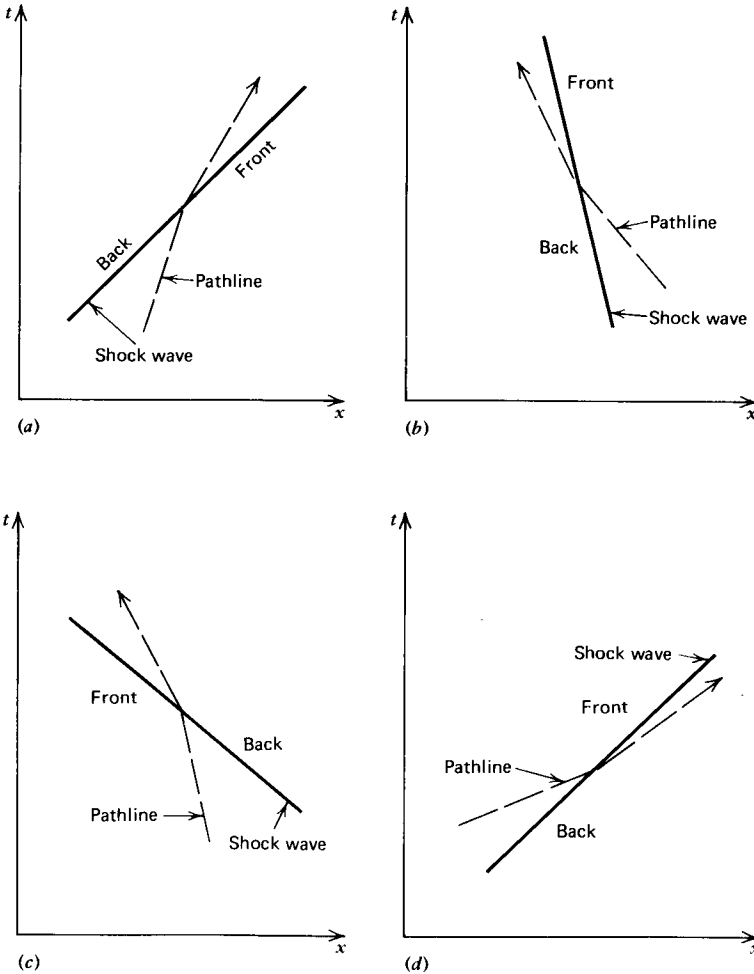 t
Front
Back
Pathline
Shock wave
x
(a)
t
Front
Pathline
Back
Shock wave
x
(b)
t
Front
Back
Pathline
Shock wave
x
(c)
t
Shock wave
Front
Pathline
Back
x
(d)